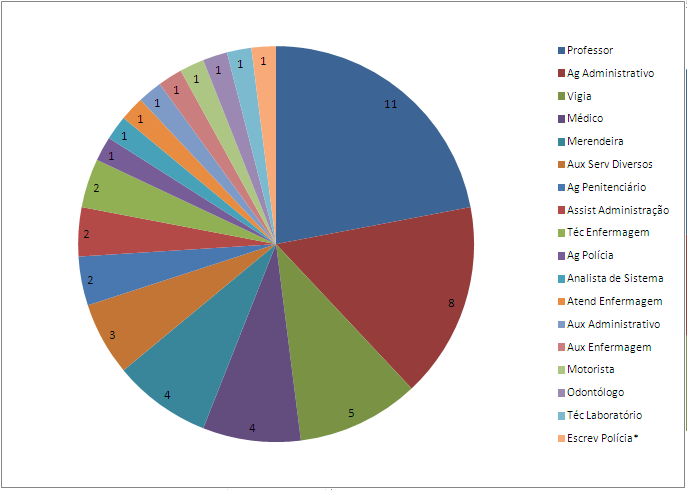 11
8
5
4
4
3
2
2
2
1
1
1
1
1
1
1
1
1
Professor
Ag Administrativo
Vigia
Médico
Merendeira
Aux Serv Diversos
Ag Penitenciário
Assist Administração
Téc Enfermagem
Ag Polícia
Analista de Sistema
Atend Enfermagem
Aux Administrativo
Aux Enfermagem
Motorista
Odontólogo
Téc Laboratório
Escrev Polícia*